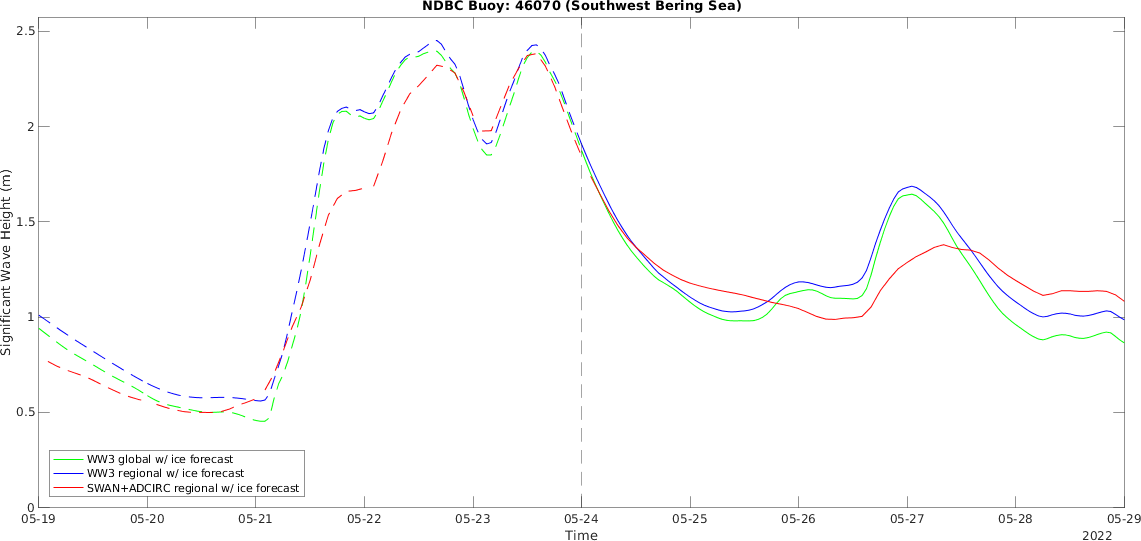 NDBC Buoy: 46070 (Southwest Bering Sea)
Significant Wave Height (m)
2.5
2
1.5
1
0.5
0
WW3 global w/ ice forecast
WW3 regional w/ ice forecast
SWAN+ADCIRC regional w/ ice forecast
05-19 05-20 05-21 05-22 05-23 05-24 05-25 05-26 05-27 05-28 05-29
Time
2022